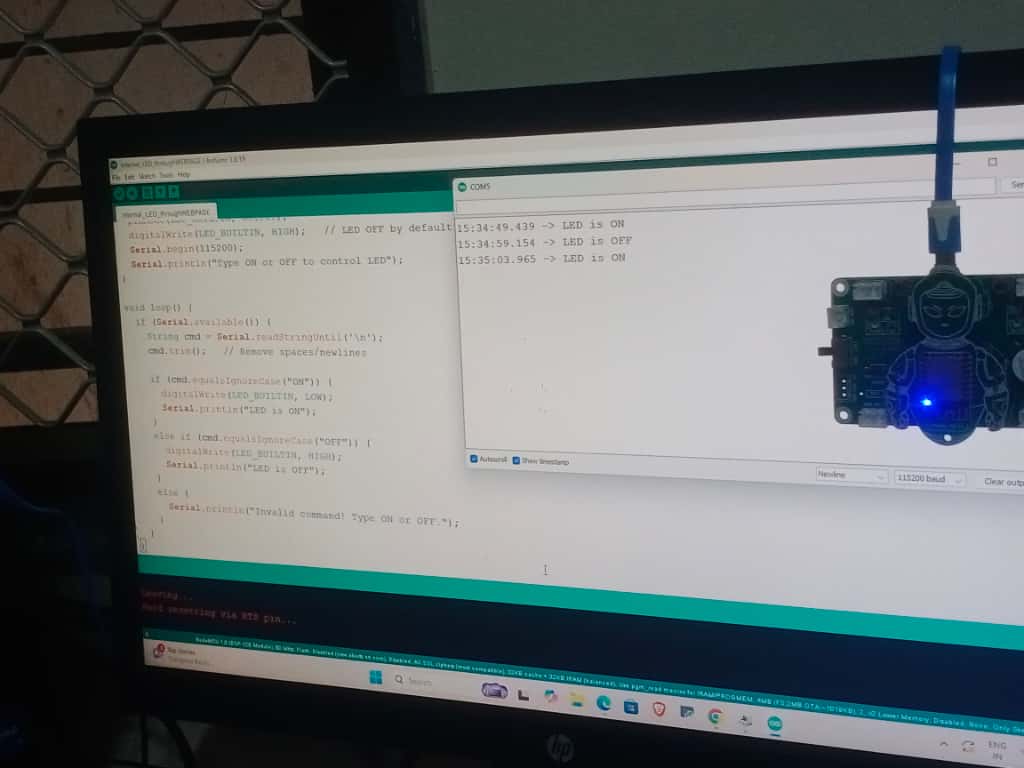 internal_LED_throughWEBPAGE | Arduino 1.8.19
File Edit Sketch Tools Help
internal_LED_throughWEBPAGE
digitalWrite(LED_BUILTIN, HIGH); // LED OFF by default
Serial.begin(115200);
Serial.println("Type ON or OFF to control LED");
}
void loop() {
if (Serial.available()) {
String cmd = Serial.readStringUntil('\n');
cmd.trim(); // Remove spaces/newlines
if (cmd.equalsIgnoreCase("ON")) {
digitalWrite(LED_BUILTIN, LOW);
Serial.println("LED is ON");
}
else if (cmd.equalsIgnoreCase("OFF")) {
digitalWrite(LED_BUILTIN, HIGH);
Serial.println("LED is OFF");
}
else {
Serial.println("Invalid command! Type ON or OFF.");
}
}
}
COM5
Sen
15:34:49.439 -> LED is ON
15:34:59.154 -> LED is OFF
15:35:03.965 -> LED is ON
Autoscroll Show timestamp
Newline
115200 baud
Clear outp
Leaving...
Hard resetting via RTS pin...
Top stories
Search
ENG
IN
hp